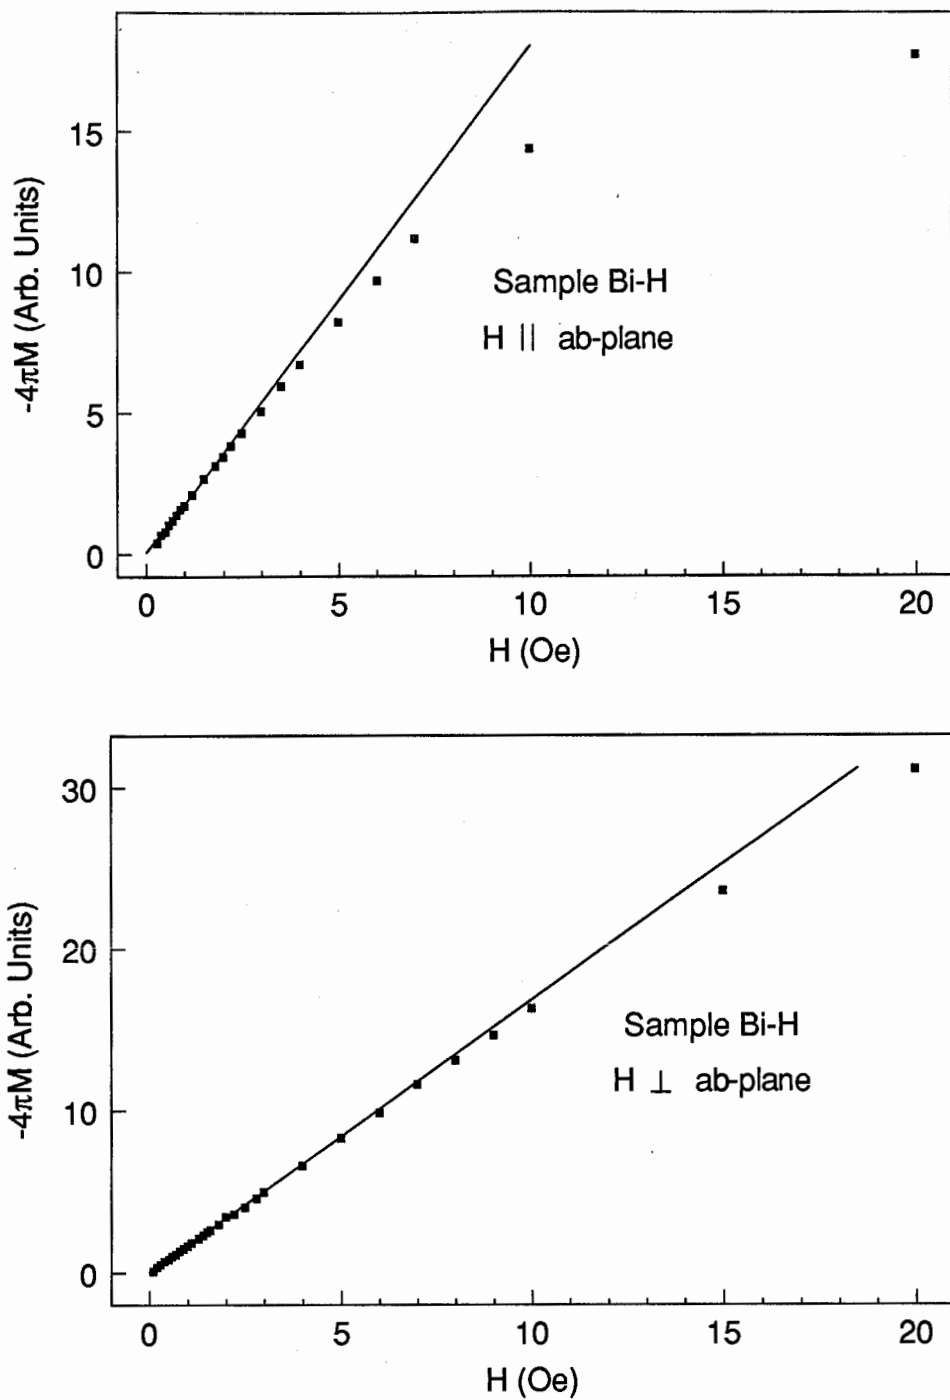 15
10
5
0
-4πM (Arb. Units)
Sample Bi-H
H || ab-plane
0 5 10 15 20
H (Oe)
30
20
10
0
-4πM (Arb. Units)
Sample Bi-H
H ⊥ ab-plane
0 5 10 15 20
H (Oe)